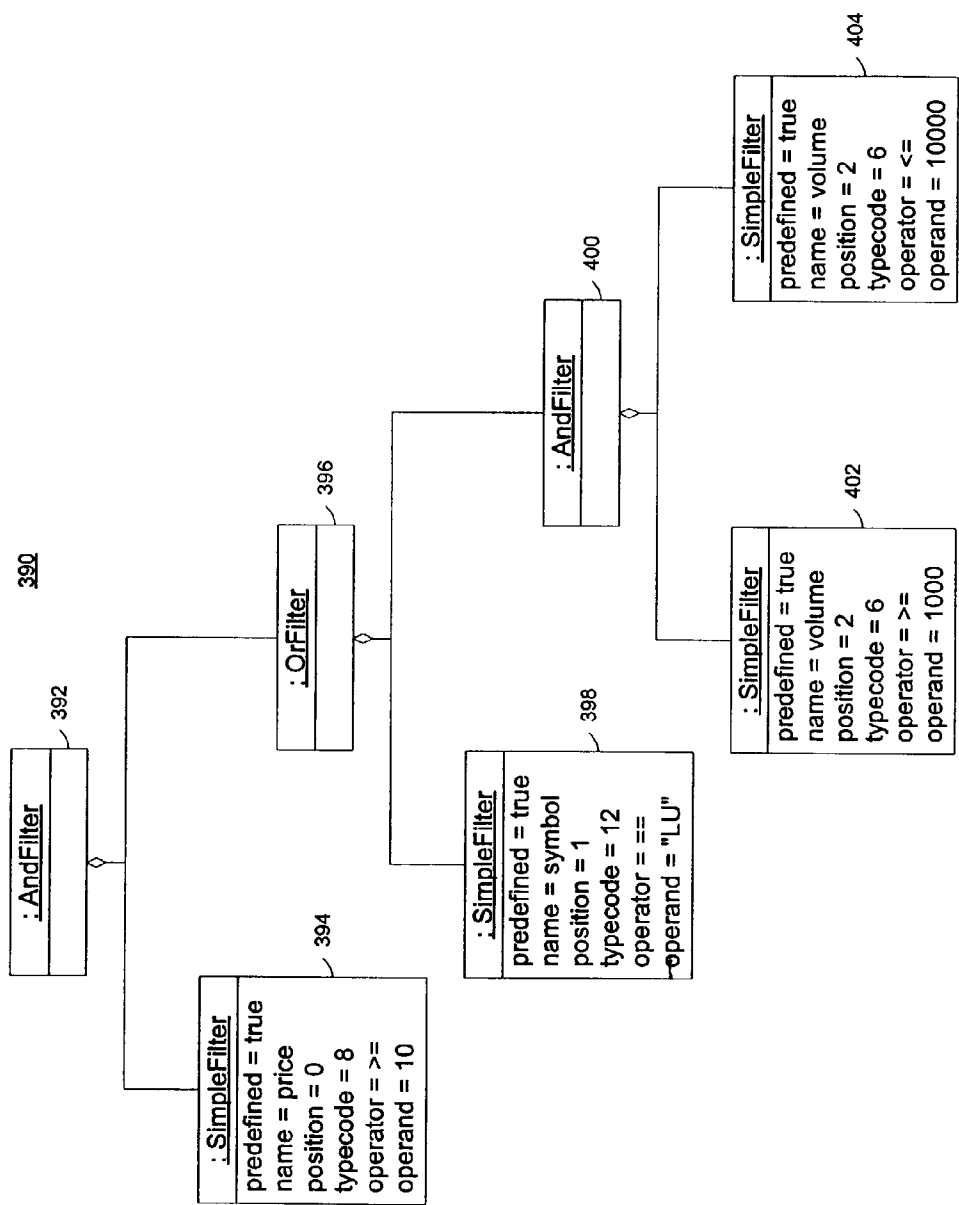 390
: AndFilter
392
: SimpleFilter
predefined = true
name = price
position = 0
typecode = 8
operator = >=
operand = 10
394
: OrFilter
396
: SimpleFilter
predefined = true
name = symbol
position = 1
typecode = 12
operator = ==
operand = "LU"
398
: AndFilter
400
: SimpleFilter
predefined = true
name = volume
position = 2
typecode = 6
operator = >=
operand = 1000
402
: SimpleFilter
predefined = true
name = volume
position = 2
typecode = 6
operator = <=
operand = 10000
404